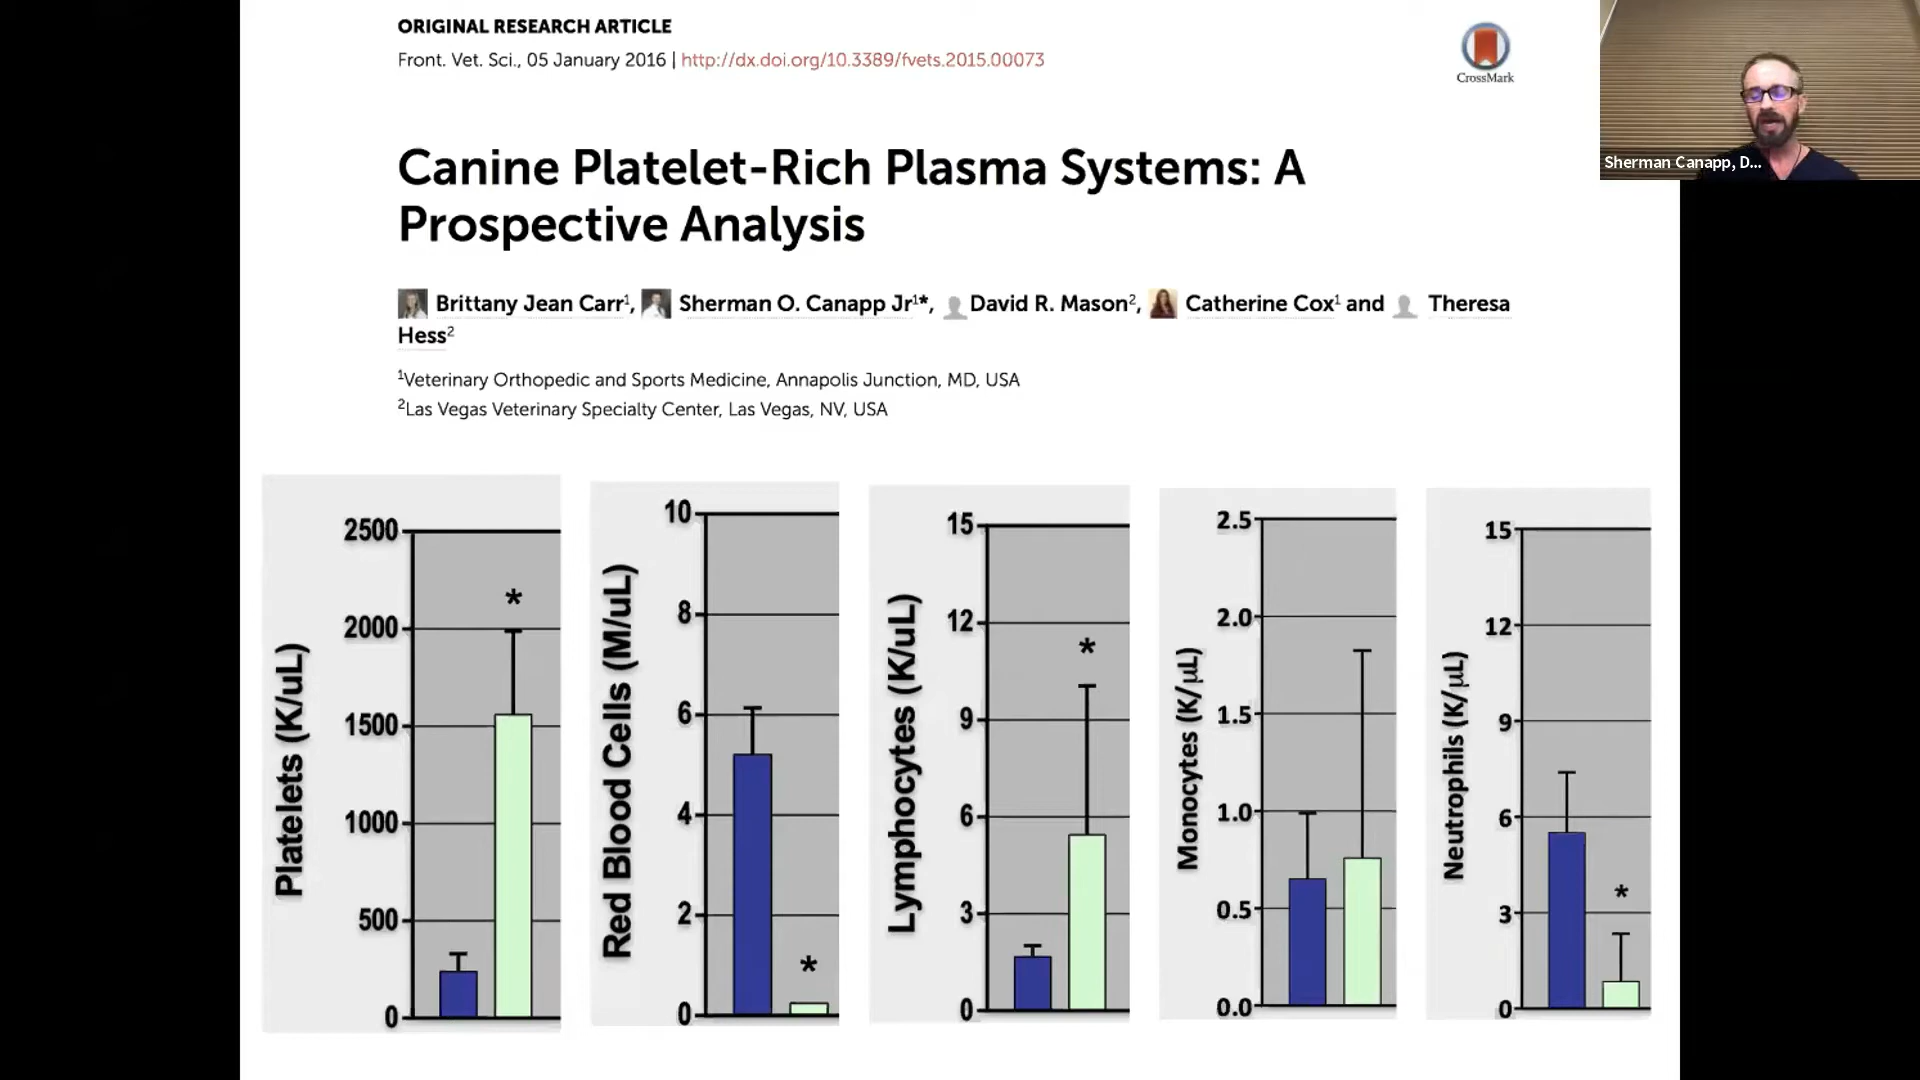 ORIGINAL RESEARCH ARTICLE
Front. Vet. Sci., 05 January 2016 | http://dx.doi.org/10.3389/fvets.2015.00073
CrossMark
Sherman Canapp, D...
Canine Platelet-Rich Plasma Systems: A
Prospective Analysis
Brittany Jean Carr1, Sherman O. Canapp Jr1*, David R. Mason2, Catherine Cox1 and Theresa
Hess2
1Veterinary Orthopedic and Sports Medicine, Annapolis Junction, MD, USA
2Las Vegas Veterinary Specialty Center, Las Vegas, NV, USA
Platelets (K/uL)
2500
2000
1500
1000
500
0
*
Red Blood Cells (M/uL)
10
8
6
4
2
0
*
Lymphocytes (K/uL)
15
12
9
6
3
0
*
Monocytes (K/µL)
2.5
2.0
1.5
1.0
0.5
0.0
Neutrophils (K/µL)
15
12
9
6
3
0
*